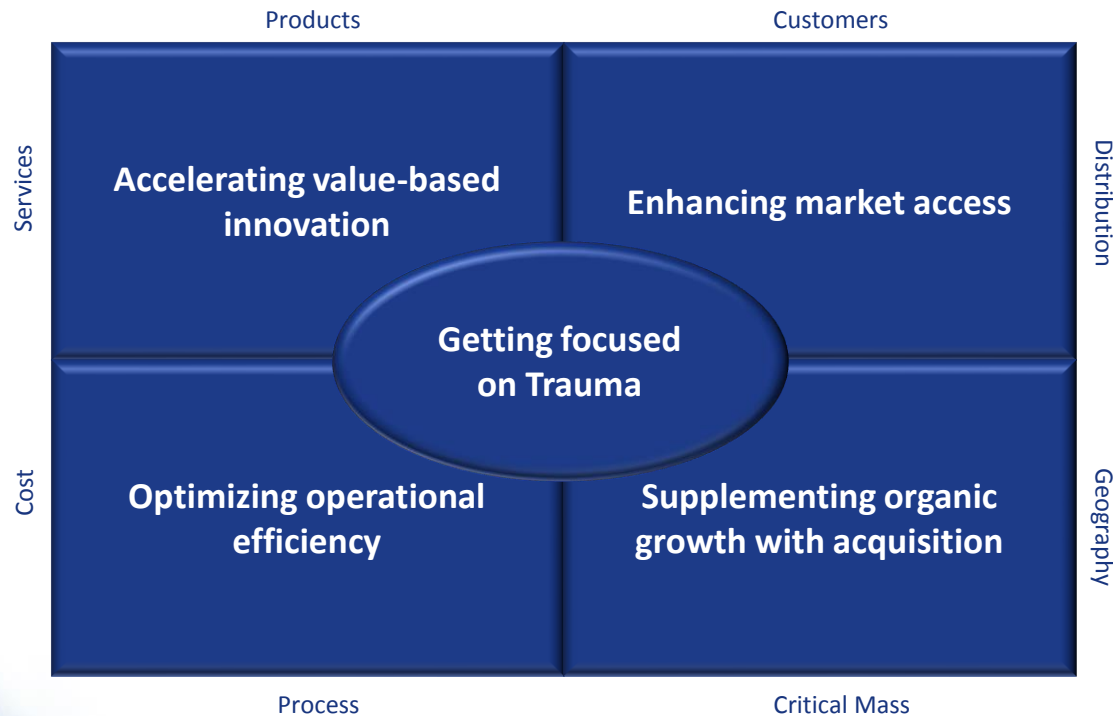 Products
Customers
Services
Accelerating value-based
innovation
Enhancing market access
Distribution
Getting focused
on Trauma
Cost
Optimizing operational
efficiency
Supplementing organic
growth with acquisition
Geography
Process
Critical Mass